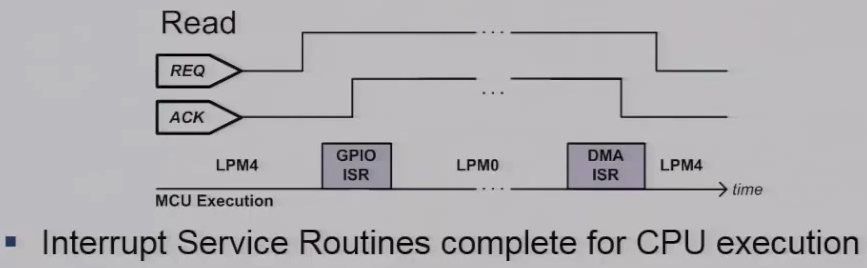 Read
REQ
ACK
LPM4
GPIO
ISR
LPM0
DMA
ISR
LPM4
time
MCU Execution
▪ Interrupt Service Routines complete for CPU execution